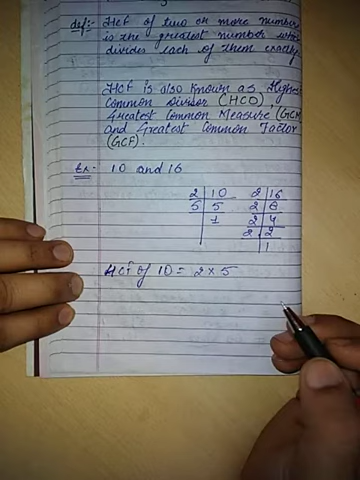 def:- HCF of two or more number
is the greatest number which
divides each of them exactly.
HCF is also known as Highest
Common Divisor (HCD),
Greatest Common Measure (GCM)
and Greatest Common Factor
(GCF).
Ex:- 10 and 16
2 10 2 16
5 5 2 8
1 2 4
2 2
1
HCF of 10 = 2 × 5